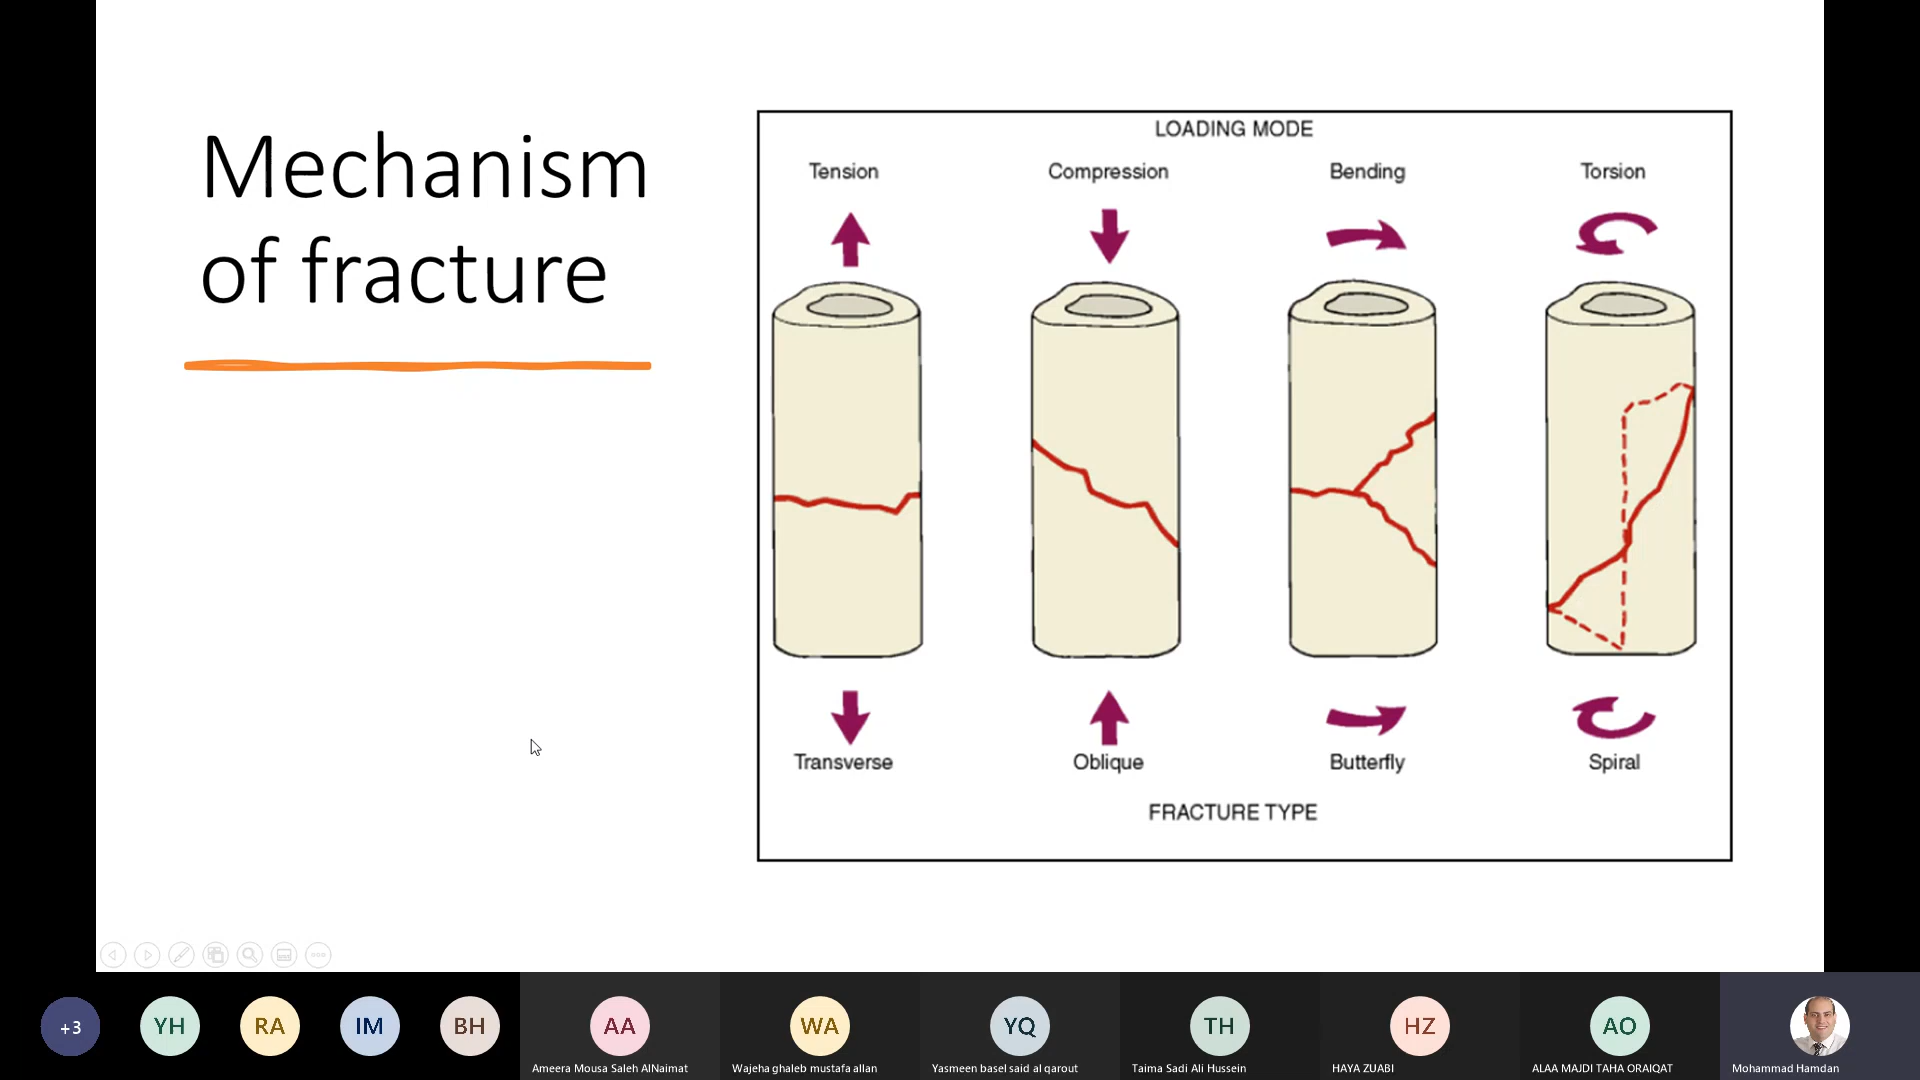 Mechanism
of fracture
LOADING MODE
Tension Compression Bending Torsion
Transverse Oblique Butterfly Spiral
FRACTURE TYPE
+3 YH RA IM BH AA WA YQ TH HZ AO
Ameera Mousa Saleh AlNaimat Wajeha ghaleb mustafa allan Yasmeen basel said al qarout Taima Sadi Ali Hussein HAYA ZUABI ALAA MAJDI TAHA ORAIQAT Mohammad Hamdan